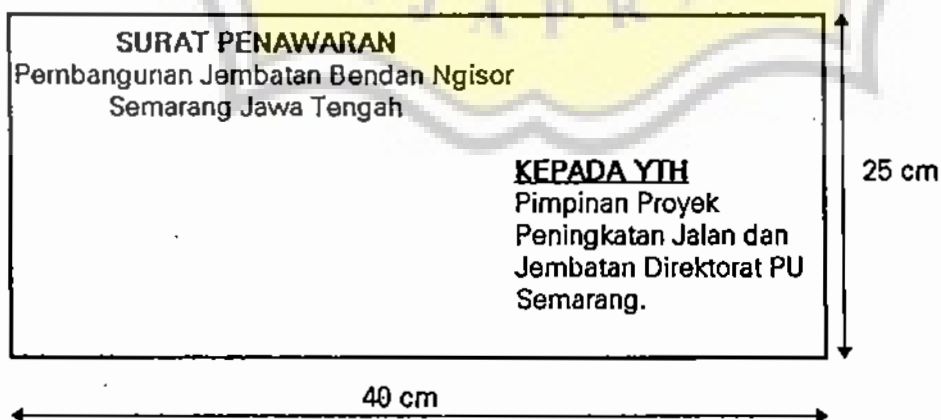 SURAT PENAWARAN
Pembangunan Jembatan Bendan Ngisor
Semarang Jawa Tengah
KEPADA YTH
Pimpinan Proyek
Peningkatan Jalan dan
Jembatan Direktorat PU
Semarang.
25 cm
40 cm